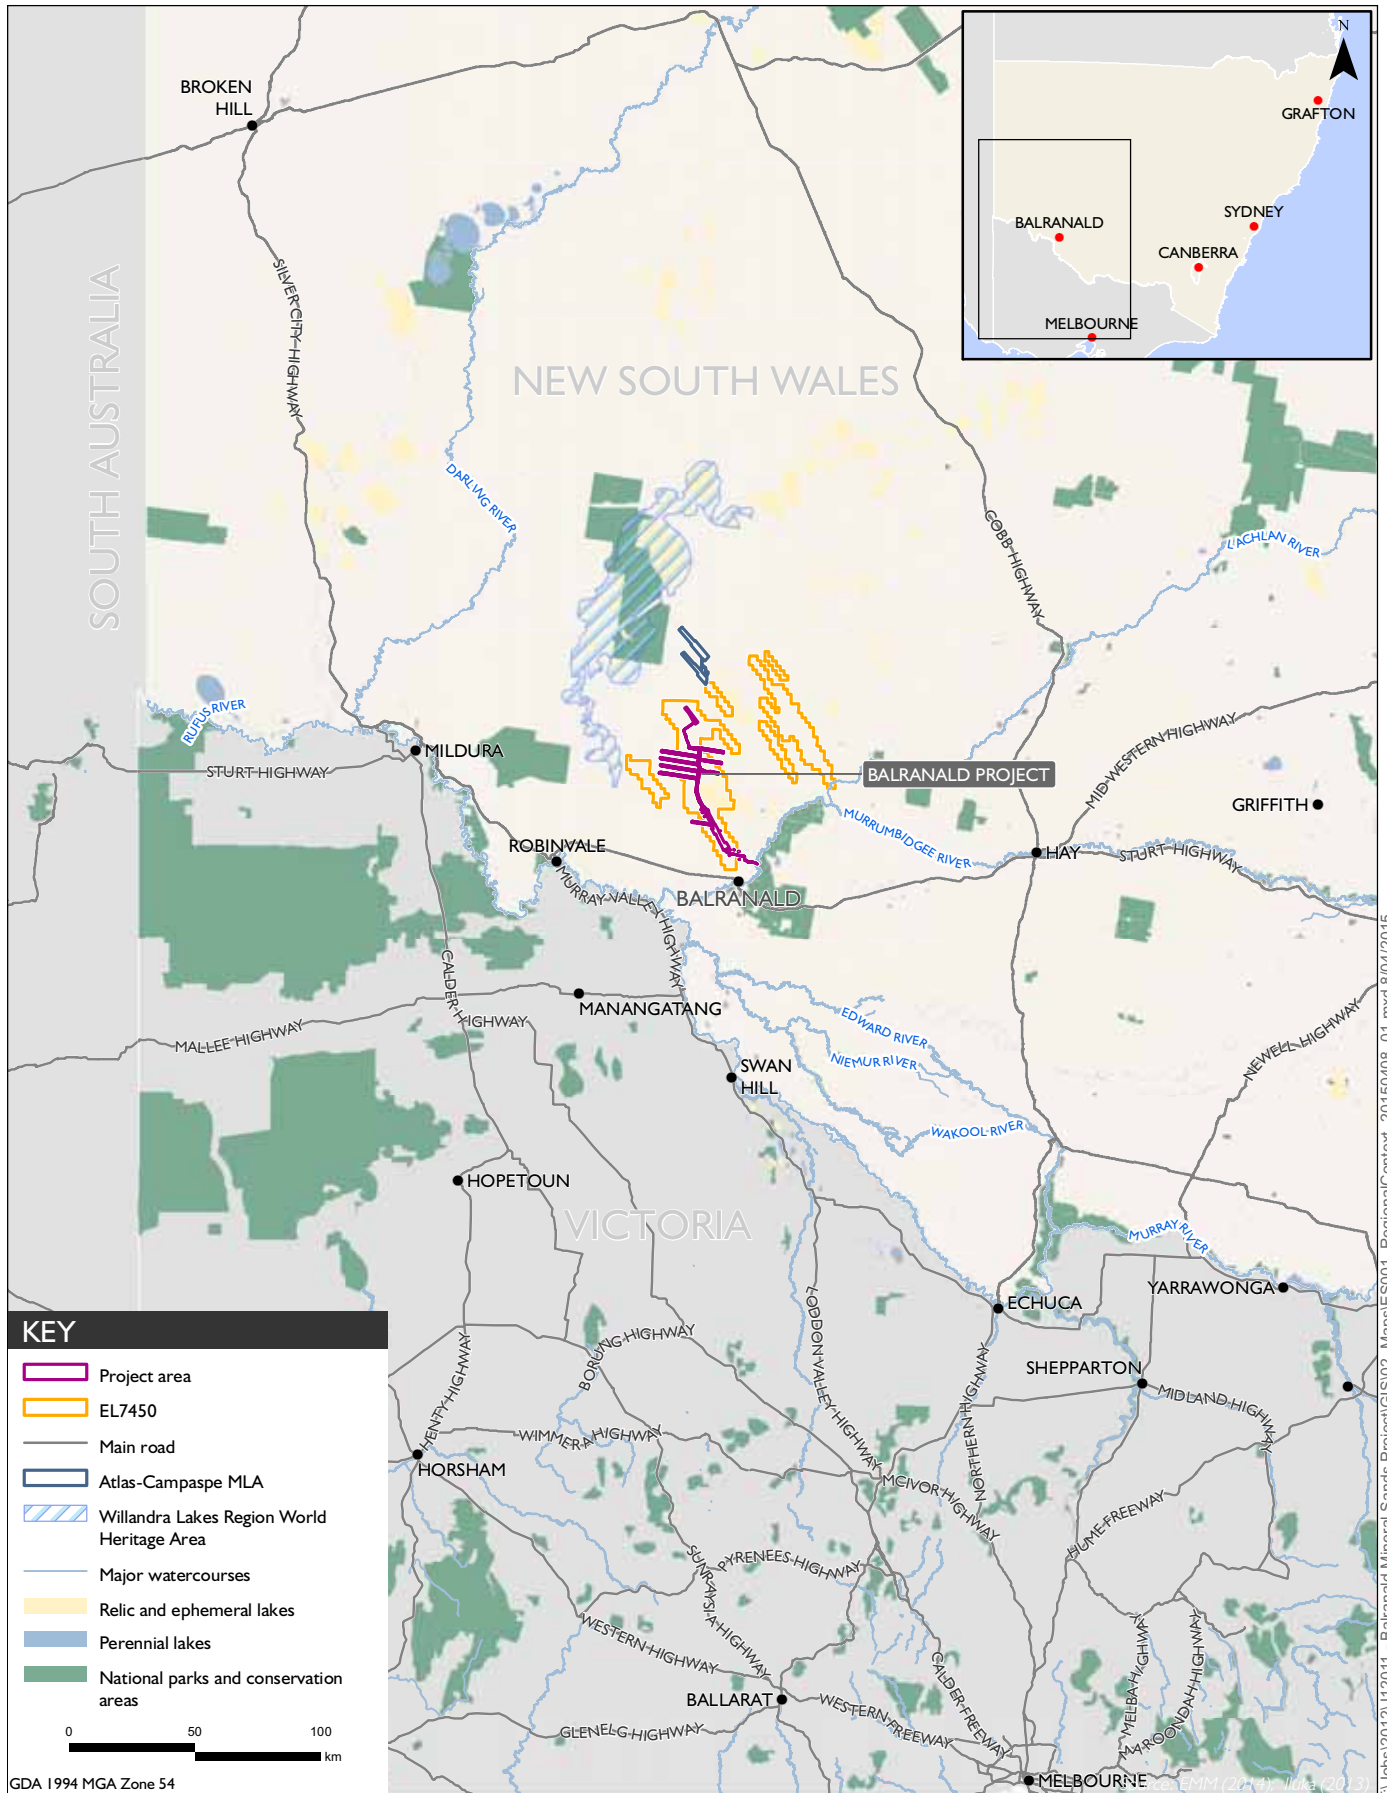 BROKEN
HILL
N
GRAFTON
BALRANALD
SYDNEY
CANBERRA
MELBOURNE
SILVER CITY HIGHWAY
SOUTH AUSTRALIA
NEW SOUTH WALES
DARLING RIVER
COBB HIGHWAY
LACHLAN RIVER
RUFUS RIVER
MILDURA
STURT HIGHWAY
MID-WESTERN HIGHWAY
BALRANALD PROJECT
GRIFFITH
MURRUMBIDGEE RIVER
ROBINVALE
HAY
STURT HIGHWAY
MURRAY VALLEY HIGHWAY
BALRANALD
CALDER HIGHWAY
MANANGATANG
MALLEE HIGHWAY
EDWARD RIVER
NIEMUR RIVER
NEWELL HIGHWAY
SWAN
HILL
WAKOOL RIVER
HOPETOUN
VICTORIA
MURRAY RIVER
YARRAWONGA
ECHUCA
LODDON VALLEY HIGHWAY
BORUNG HIGHWAY
HENTY HIGHWAY
NORTHERN HIGHWAY
SHEPPARTON
MIDLAND HIGHWAY
WIMMERA HIGHWAY
HORSHAM
MCIVOR HIGHWAY
HUME FREEWAY
PYRENEES HIGHWAY
SUNRAYSIA HIGHWAY
WESTERN HIGHWAY
CALDER FREEWAY
MELBA HIGHWAY
MAROONDAH HIGHWAY
BALLARAT
WESTERN FREEWAY
GLENELG HIGHWAY
MELBOURNE
Source: EMM (2014); Iluka (2013)
KEY
Project area
EL7450
Main road
Atlas-Campaspe MLA
Willandra Lakes Region World
Heritage Area
Major watercourses
Relic and ephemeral lakes
Perennial lakes
National parks and conservation
areas
0 50 100
km
GDA 1994 MGA Zone 54